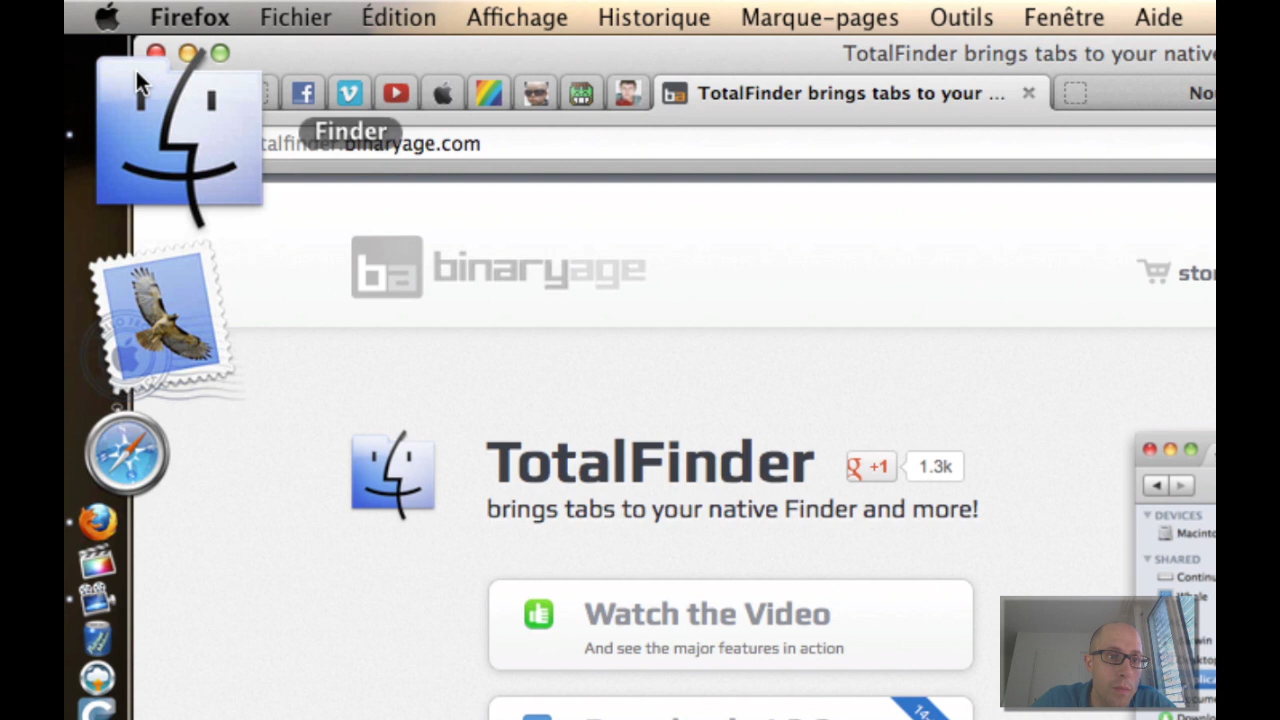 Firefox Fichier Édition Affichage Historique Marque-pages Outils Fenêtre Aide
TotalFinder brings tabs to your native
TotalFinder brings tabs to your ...
Finder
binaryage.com
binaryage
TotalFinder
+1 1.3k
brings tabs to your native Finder and more!
DEVICES
SHARED
Watch the Video
And see the major features in action